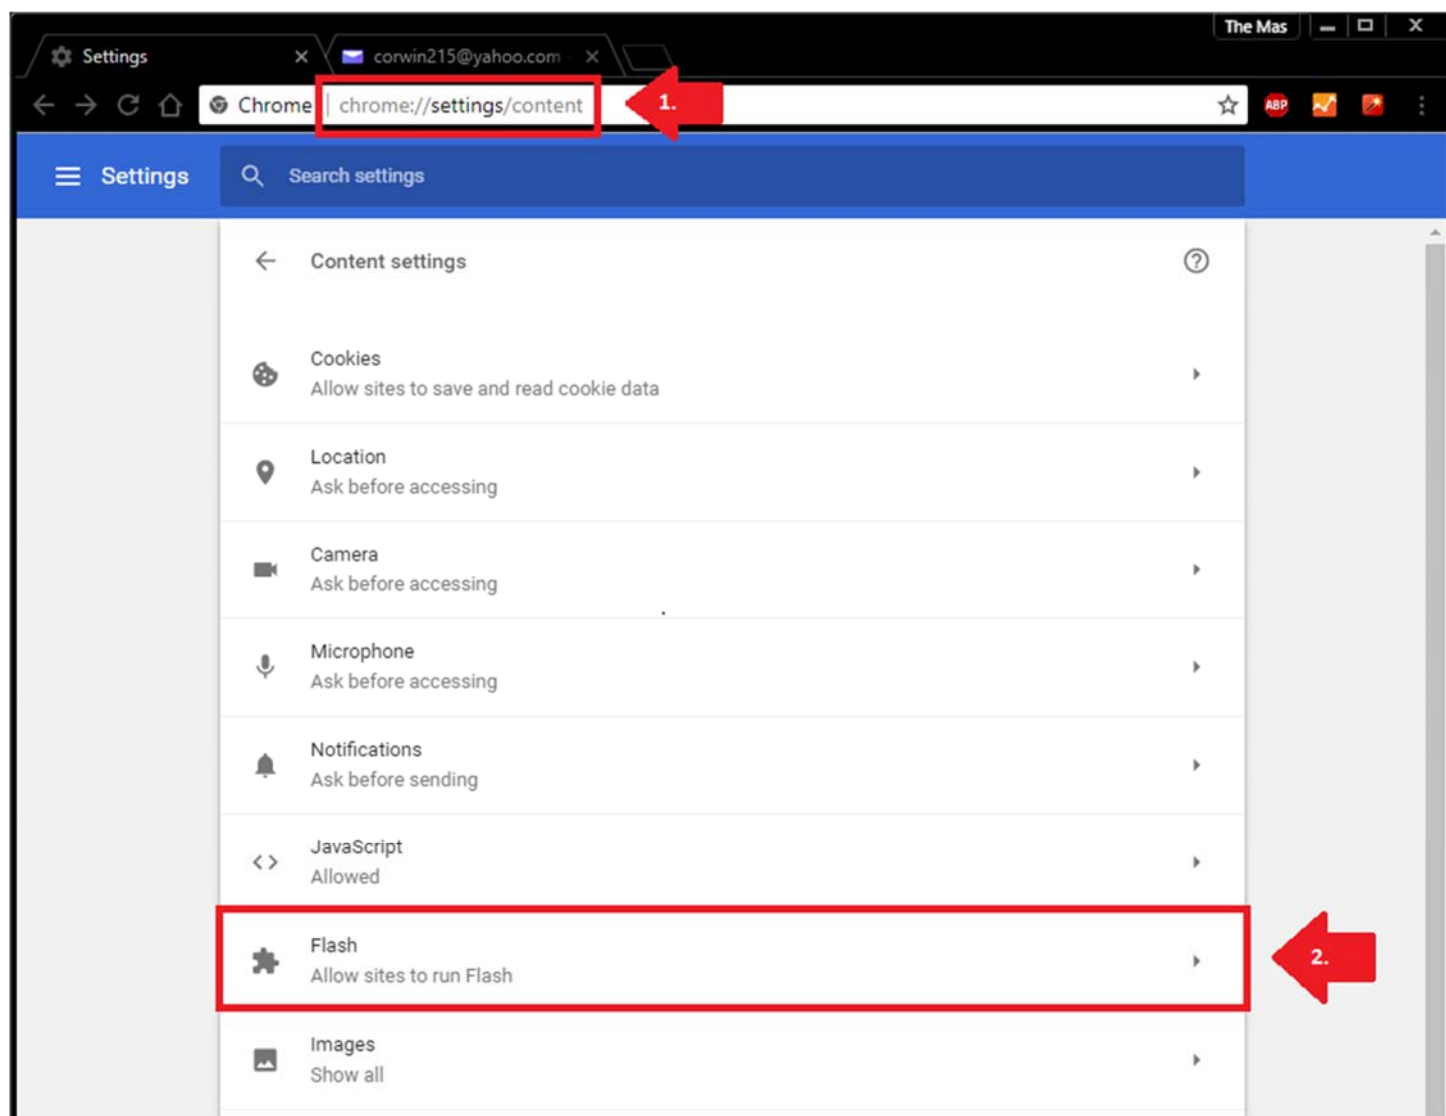 The Mas
Settings
corwin215@yahoo.com -
Chrome | chrome://settings/content
1.
ABP
Settings
Search settings
Content settings
Cookies
Allow sites to save and read cookie data
Location
Ask before accessing
Camera
Ask before accessing
Microphone
Ask before accessing
Notifications
Ask before sending
JavaScript
Allowed
Flash
Allow sites to run Flash
2.
Images
Show all